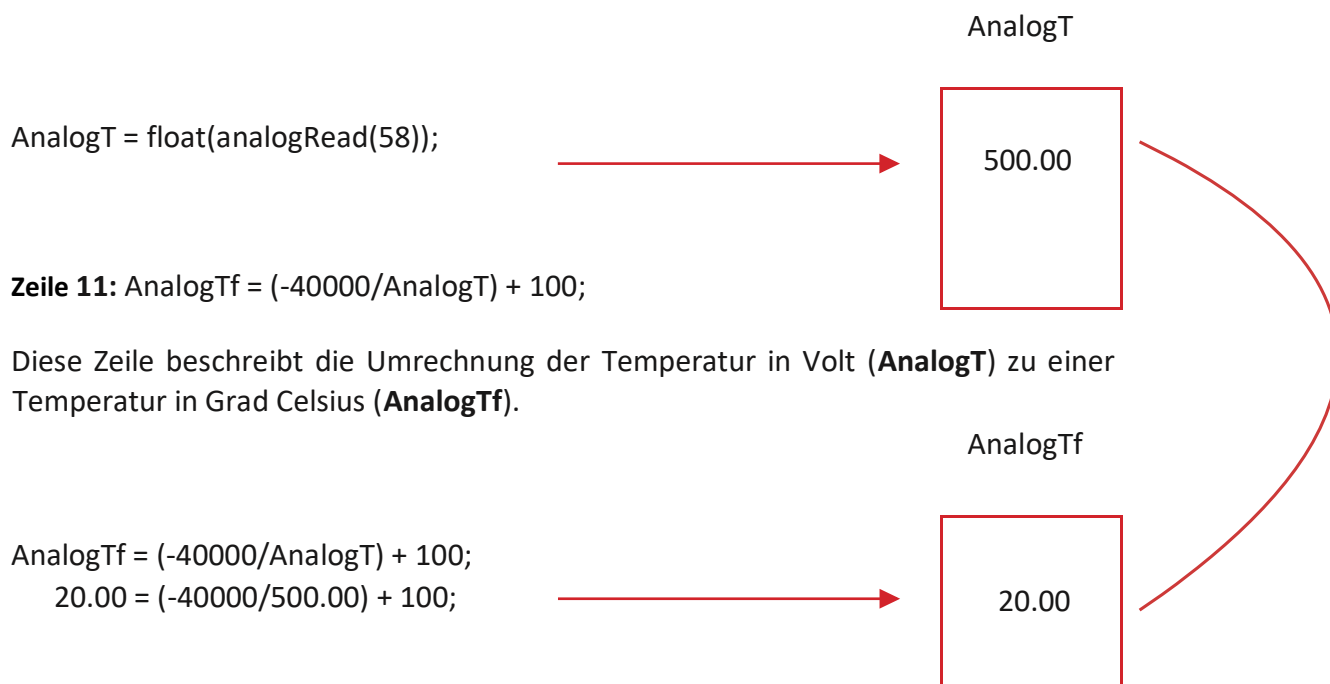 AnalogT
AnalogT = float(analogRead(58));
500.00
Zeile 11: AnalogTf = (-40000/AnalogT) + 100;
Diese Zeile beschreibt die Umrechnung der Temperatur in Volt (AnalogT) zu einer
Temperatur in Grad Celsius (AnalogTf).
AnalogTf
AnalogTf = (-40000/AnalogT) + 100;
20.00 = (-40000/500.00) + 100;
20.00